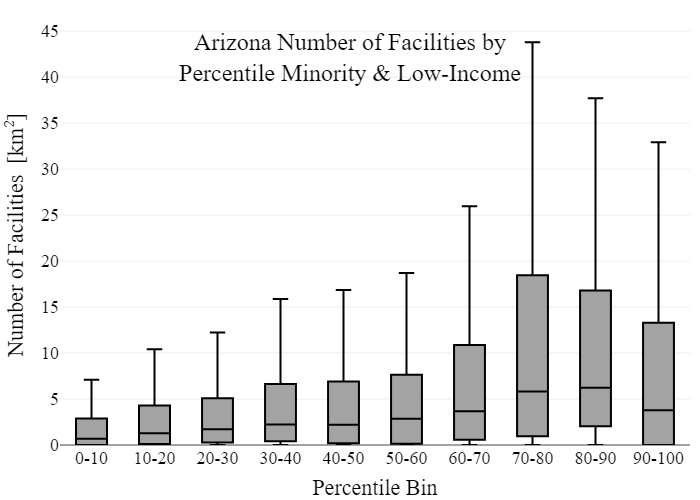 Arizona Number of Facilities by
Percentile Minority & Low-Income
Number of Facilities [km²]
45
40
35
30
25
20
15
10
5
0
0-10 10-20 20-30 30-40 40-50 50-60 60-70 70-80 80-90 90-100
Percentile Bin